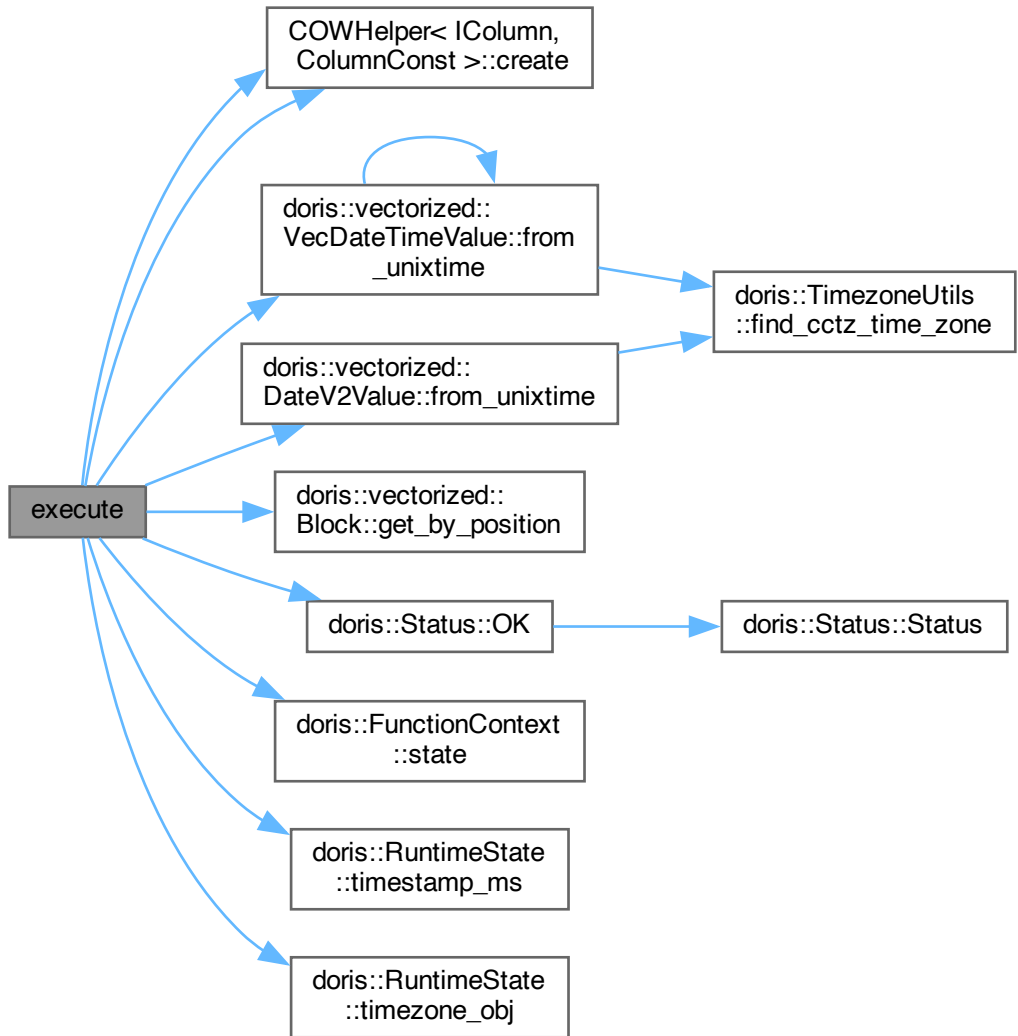 COWHelper< IColumn,
ColumnConst >::create
doris::vectorized::
VecDateTimeValue::from
_unixtime
doris::TimezoneUtils
::find_cctz_time_zone
doris::vectorized::
DateV2Value::from_unixtime
execute
doris::vectorized::
Block::get_by_position
doris::Status::OK
doris::Status::Status
doris::FunctionContext
::state
doris::RuntimeState
::timestamp_ms
doris::RuntimeState
::timezone_obj